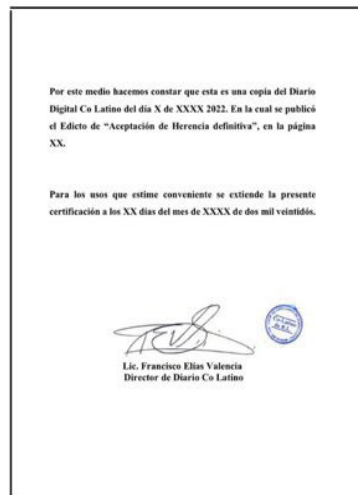 Por este medio hacemos constar que esta es una copia del Diario
Digital Co Latino del día X de XXXX 2022. En la cual se publicó
el Edicto de “Aceptación de Herencia definitiva”, en la página
XX.
Para los usos que estime conveniente se extiende la presente
certificación a los XX días del mes de XXXX de dos mil veintidós.
Co Latino
de R.L.
Lic. Francisco Elías Valencia
Director de Diario Co Latino